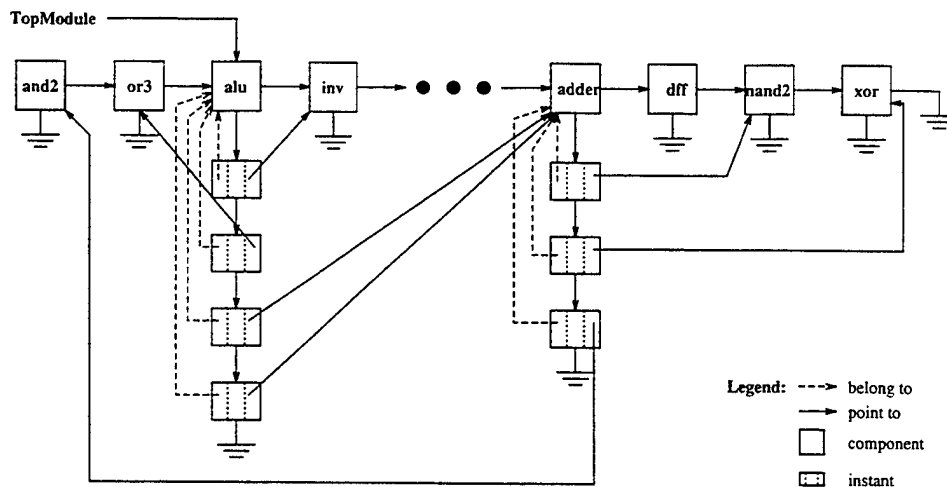 TopModule
and2
or3
alu
inv
adder
dff
nand2
xor
Legend:
belong to
point to
component
instant